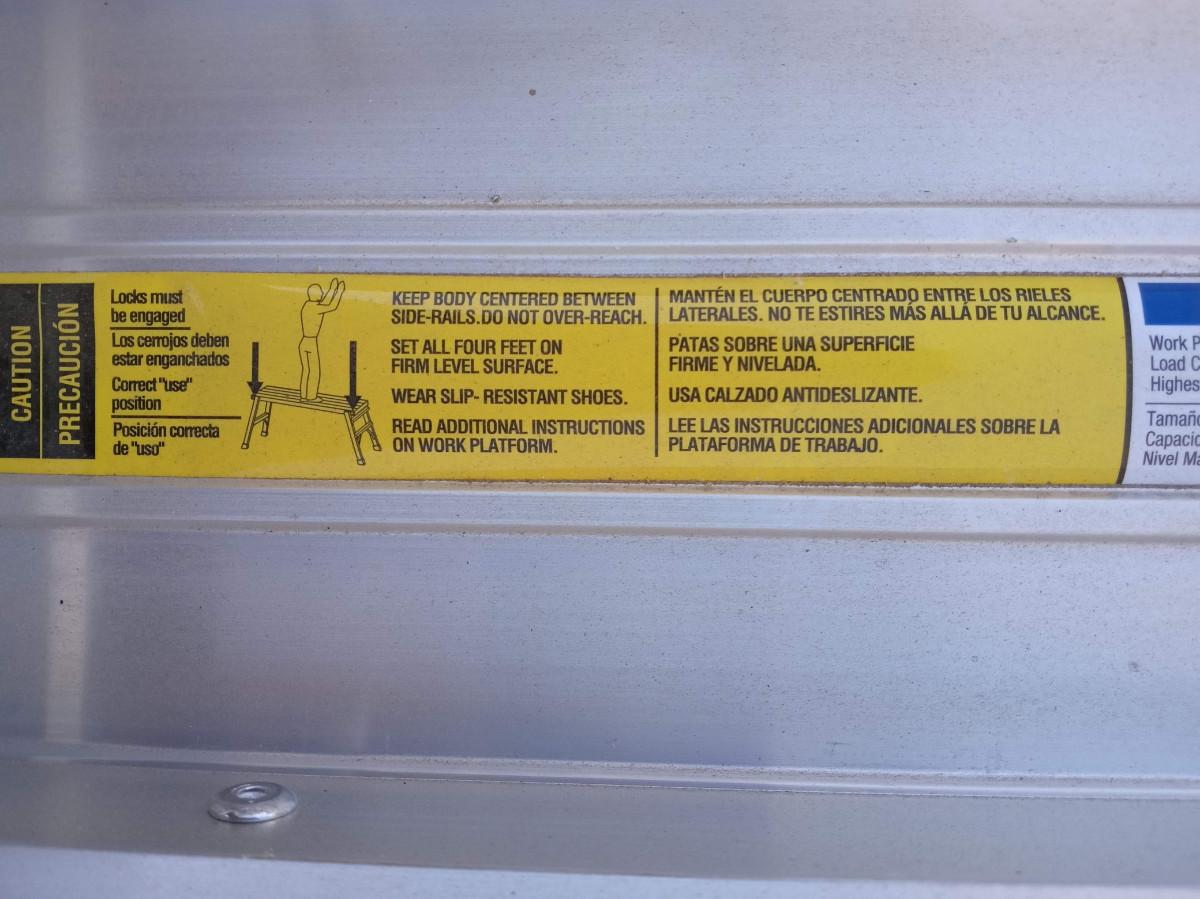 CAUTION
PRECAUCIÓN
Locks must
be engaged
Los cerrojos deben
estar enganchados
Correct "use"
position
Posición correcta
de "uso"
KEEP BODY CENTERED BETWEEN
SIDE-RAILS.DO NOT OVER-REACH.
SET ALL FOUR FEET ON
FIRM LEVEL SURFACE.
WEAR SLIP- RESISTANT SHOES.
READ ADDITIONAL INSTRUCTIONS
ON WORK PLATFORM.
MANTÉN EL CUERPO CENTRADO ENTRE LOS RIELES
LATERALES. NO TE ESTIRES MÁS ALLÁ DE TU ALCANCE.
PATAS SOBRE UNA SUPERFICIE
FIRME Y NIVELADA.
USA CALZADO ANTIDESLIZANTE.
LEE LAS INSTRUCCIONES ADICIONALES SOBRE LA
PLATAFORMA DE TRABAJO.
Work
Load
Nivel